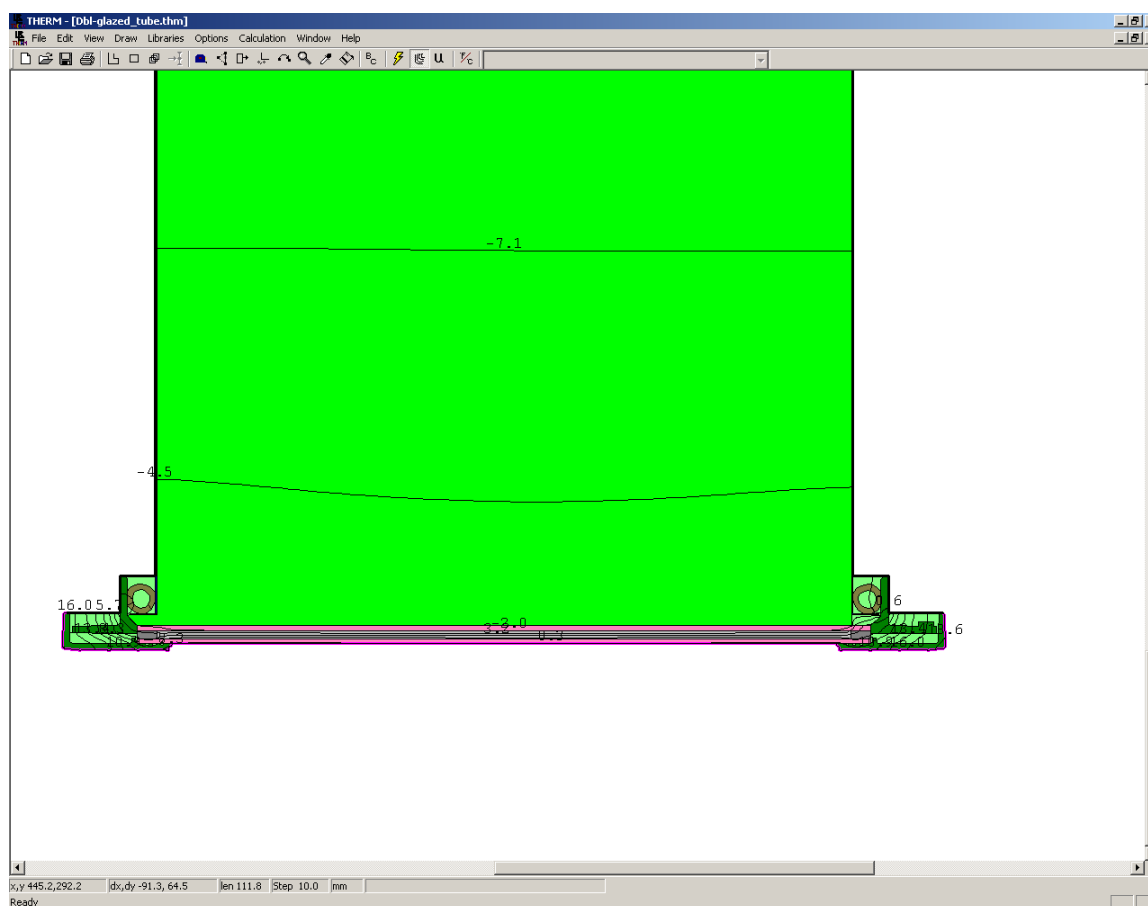 THERM - [Dbl-glazed_tube.thm]
File Edit View Draw Libraries Options Calculation Window Help
BC U
-7.1
-4.5
16.0
x,y 445.2,292.2 dx,dy -91.3, 64.5 len 111.8 Step 10.0 mm
Ready